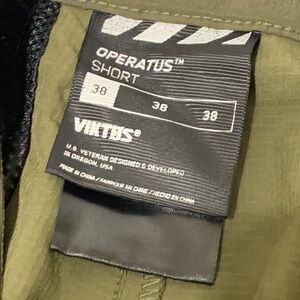 OPERATUS™
SHORT
38 38 38
VIKTOS®
U.S. VETERAN DESIGNED & DEVELOPED
IN OREGON, USA
MADE IN CHINA / FABRIQUÉ EN CHINE / HECHO EN CHINA